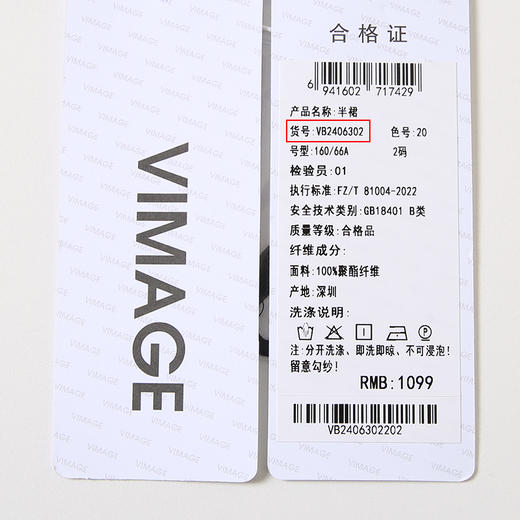 VIMAGE
合格证
6 941602 717429
产品名称:半裙
货号:VB2406302 色号:20
号型:160/66A 2码
检验员:01
执行标准:FZ/T 81004-2022
安全技术类别:GB18401 B类
质量等级:合格品
纤维成分:
面料:100%聚酯纤维
产地:深圳
洗涤说明:
注:分开洗涤、即洗即晾、不可浸泡!
留意勾纱!
RMB:1099
VB2406302202